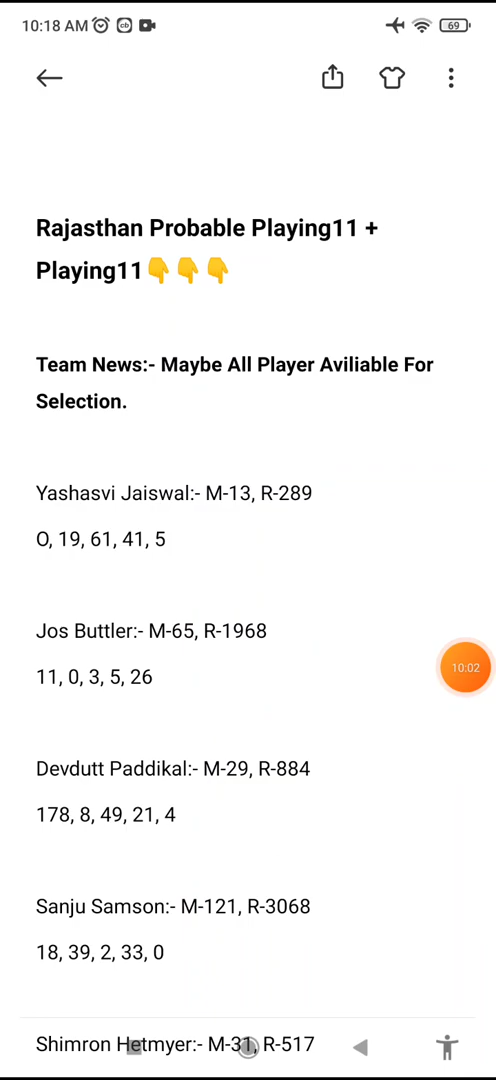 10:18 AM
69
Rajasthan Probable Playing11 +
Playing11👇👇👇
Team News:- Maybe All Player Aviliable For
Selection.
Yashasvi Jaiswal:- M-13, R-289
O, 19, 61, 41, 5
Jos Buttler:- M-65, R-1968
11, 0, 3, 5, 26
10:02
Devdutt Paddikal:- M-29, R-884
178, 8, 49, 21, 4
Sanju Samson:- M-121, R-3068
18, 39, 2, 33, 0
Shimron Hetmyer:- M-31, R-517